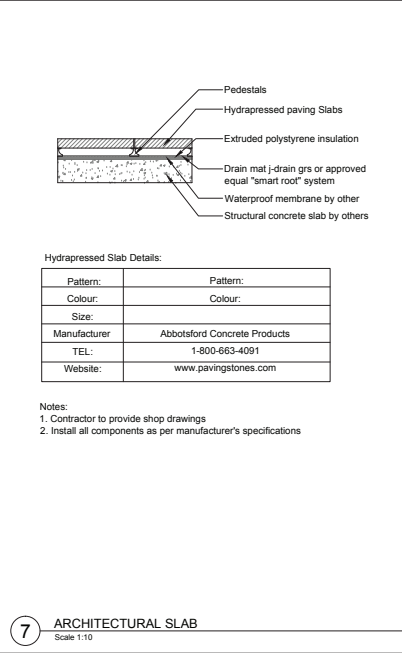 Pedestals
Hydrapressed paving Slabs
Extruded polystyrene insulation
Drain mat j-drain grs or approved
equal "smart root" system
Waterproof membrane by other
Structural concrete slab by others
Hydrapressed Slab Details:
Pattern: Pattern:
Colour: Colour:
Size:
Manufacturer Abbotsford Concrete Products
TEL: 1-800-663-4091
Website: www.pavingstones.com
Notes:
1. Contractor to provide shop drawings
2. Install all components as per manufacturer's specifications
7 ARCHITECTURAL SLAB
Scale 1:10